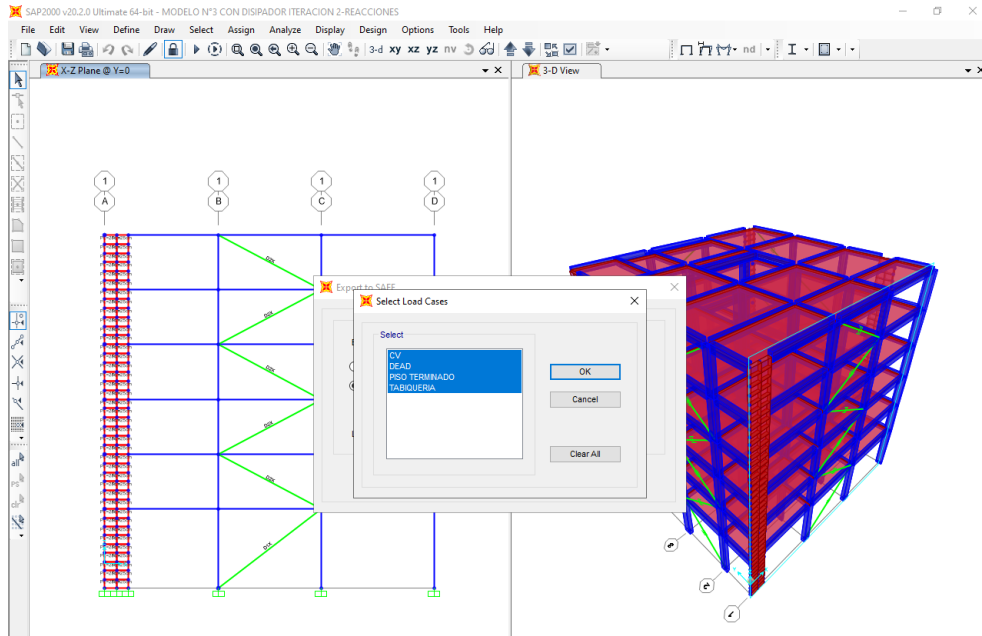 SAP2000 v20.2.0 Ultimate 64-bit - MODELO N°3 CON DISIPADOR ITERACION 2-REACCIONES
File Edit View Define Draw Select Assign Analyze Display Design Options Tools Help
3-d xy xz yz nv nd
X-Z Plane @ Y=0
3-D View
1 1 1 1
A B C D
Export to SAFE
Select Load Cases
Select
CV
DEAD
PISO TERMINADO
TABIQUERIA
OK
Cancel
Clear All
all
PS
clr